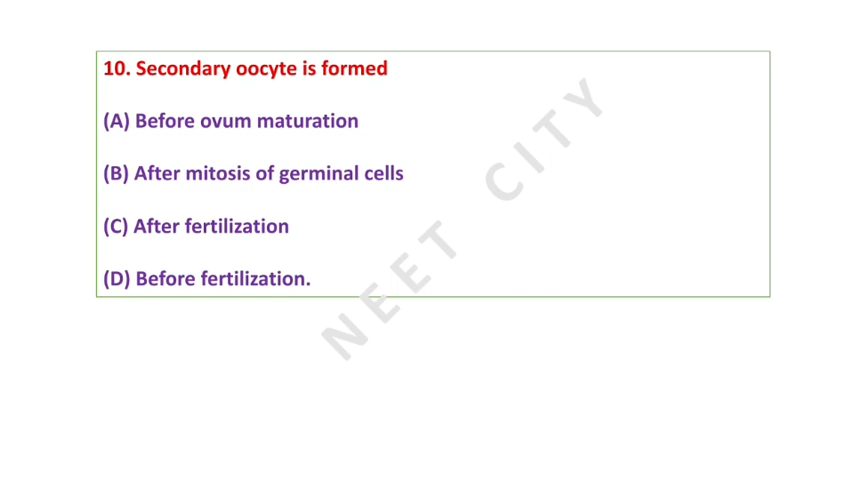 10. Secondary oocyte is formed
(A) Before ovum maturation
(B) After mitosis of germinal cells
(C) After fertilization
(D) Before fertilization.
NEET CITY